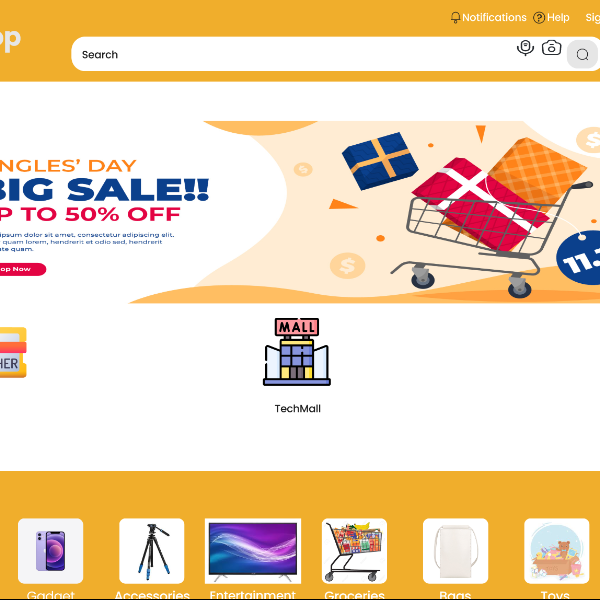 Notifications Help Sig
op
Search
NGLES' DAY
BIG SALE!!
P TO 50% OFF
ipsum dolor sit amet, consectetur adipiscing elit.
quam lorem, hendrerit et odio sed, hendrerit
ate quam.
op Now
11.
MALL
HER
TechMall
Gadget Accessories Entertainment Groceries Bags Toys